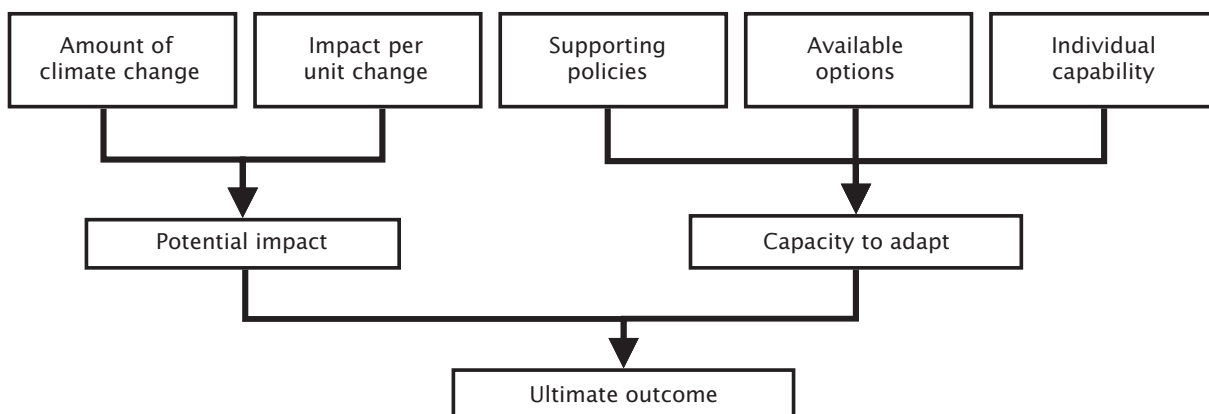 Amount of
climate change
Impact per
unit change
Supporting
policies
Available
options
Individual
capability
Potential impact
Capacity to adapt
Ultimate outcome